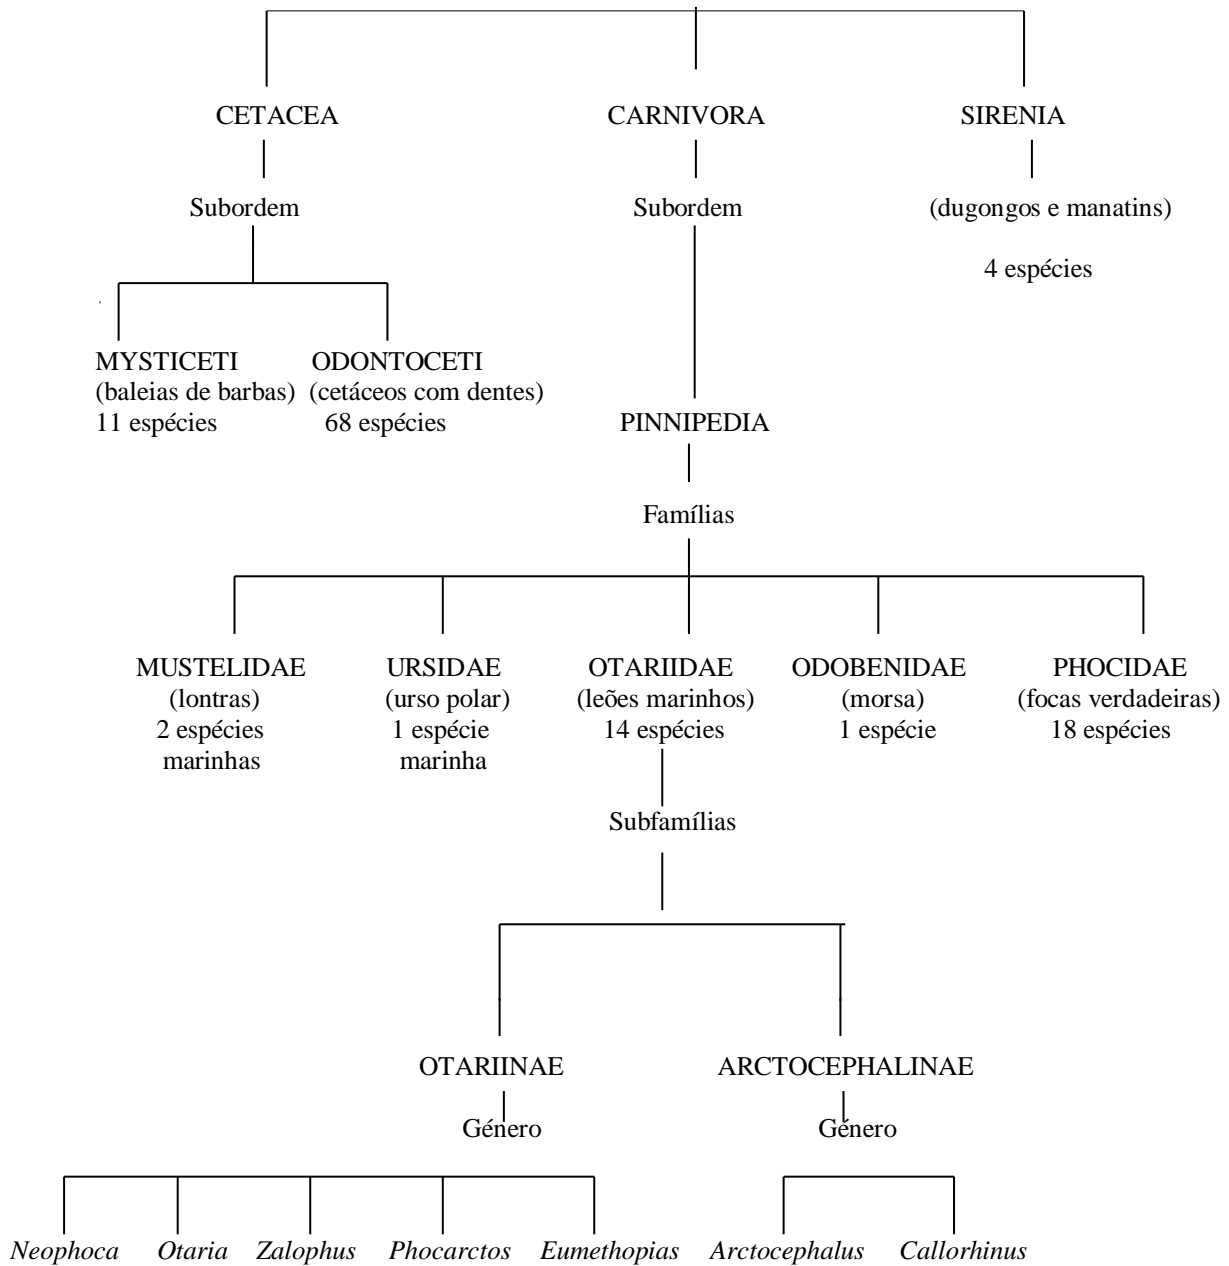 CETACEA
CARNIVORA
SIRENIA
Subordem
Subordem
(dugongos e manatins)
4 espécies
MYSTICETI
(baleias de barbas)
11 espécies
ODONTOCETI
(cetáceos com dentes)
68 espécies
PINNIPEDIA
Famílias
MUSTELIDAE
(lontras)
2 espécies
marinhas
URSIDAE
(urso polar)
1 espécie
marinha
OTARIIDAE
(leões marinhos)
14 espécies
ODOBENIDAE
(morsa)
1 espécie
PHOCIDAE
(focas verdadeiras)
18 espécies
Subfamílias
OTARIINAE
ARCTOCEPHALINAE
Género
Género
Neophoca
Otaria
Zalophus
Phocarctos
Eumethopias
Arctocephalus
Callorhinus